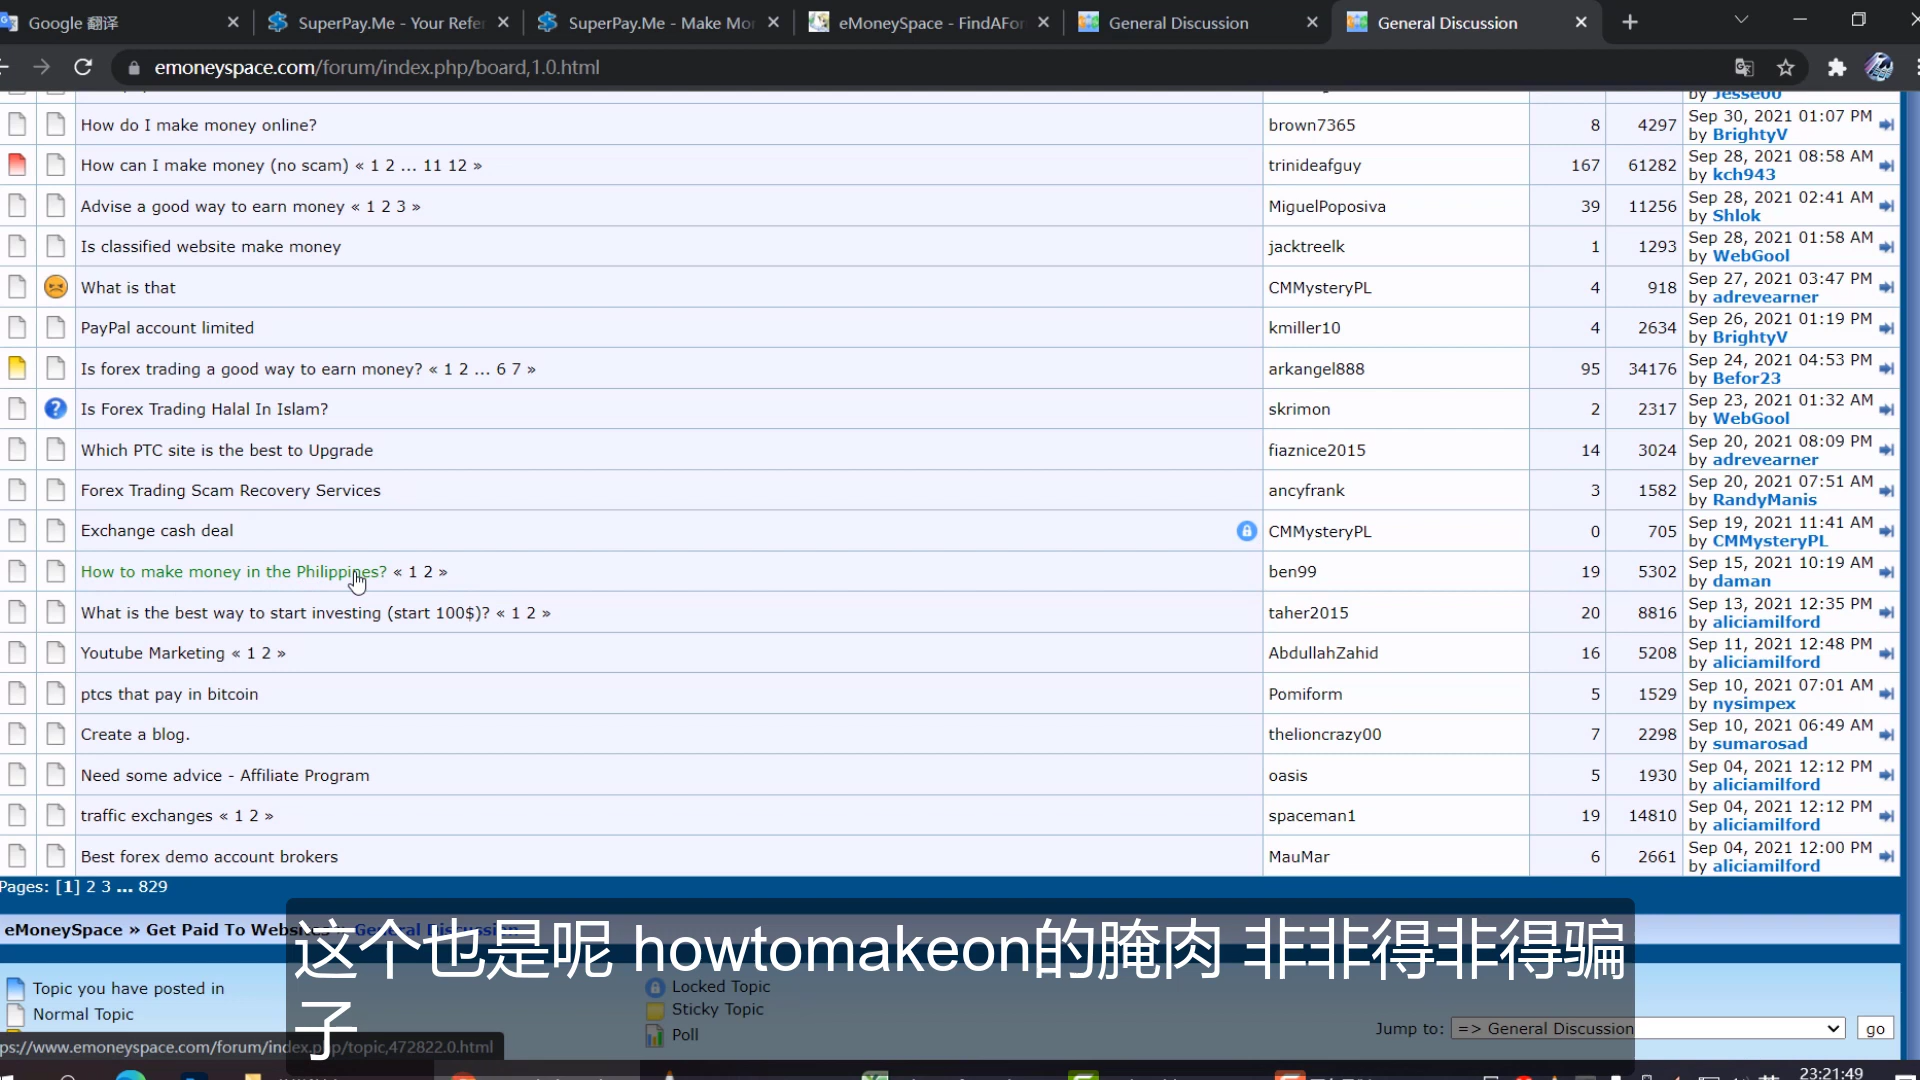 Google 翻译
SuperPay.Me - Your Refer
SuperPay.Me - Make Mor
eMoneySpace - FindAFor
General Discussion
General Discussion
emoneyspace.com/forum/index.php/board,1.0.html
by Jesse00
How do I make money online? brown7365 8 4297 Sep 30, 2021 01:07 PM
by BrightyV
How can I make money (no scam) « 1 2 ... 11 12 » trinideafguy 167 61282 Sep 28, 2021 08:58 AM
by kch943
Advise a good way to earn money « 1 2 3 » MiguelPoposiva 39 11256 Sep 28, 2021 02:41 AM
by Shlok
Is classified website make money jacktreelk 1 1293 Sep 28, 2021 01:58 AM
by WebGool
What is that CMMysteryPL 4 918 Sep 27, 2021 03:47 PM
by adrevearner
PayPal account limited kmiller10 4 2634 Sep 26, 2021 01:19 PM
by BrightyV
Is forex trading a good way to earn money? « 1 2 ... 6 7 » arkangel888 95 34176 Sep 24, 2021 04:53 PM
by Befor23
Is Forex Trading Halal In Islam? skrimon 2 2317 Sep 23, 2021 01:32 AM
by WebGool
Which PTC site is the best to Upgrade fiaznice2015 14 3024 Sep 20, 2021 08:09 PM
by adrevearner
Forex Trading Scam Recovery Services ancyfrank 3 1582 Sep 20, 2021 07:51 AM
by RandyManis
Exchange cash deal CMMysteryPL 0 705 Sep 19, 2021 11:41 AM
by CMMysteryPL
How to make money in the Philippines? « 1 2 » ben99 19 5302 Sep 15, 2021 10:19 AM
by daman
What is the best way to start investing (start 100$)? « 1 2 » taher2015 20 8816 Sep 13, 2021 12:35 PM
by aliciamilford
Youtube Marketing « 1 2 » AbdullahZahid 16 5208 Sep 11, 2021 12:48 PM
by aliciamilford
ptcs that pay in bitcoin Pomiform 5 1529 Sep 10, 2021 07:01 AM
by nysimpex
Create a blog. thelioncrazy00 7 2298 Sep 10, 2021 06:49 AM
by sumarosad
Need some advice - Affiliate Program oasis 5 1930 Sep 04, 2021 12:12 PM
by aliciamilford
traffic exchanges « 1 2 » spaceman1 19 14810 Sep 04, 2021 12:12 PM
by aliciamilford
Best forex demo account brokers MauMar 6 2661 Sep 04, 2021 12:00 PM
by aliciamilford
Pages: [1] 2 3 ... 829
eMoneySpace » Get Paid To Websites » General Discussion
这个也是呢 howtomakeon的腌肉 非非得非得骗
子
Topic you have posted in
Normal Topic
Locked Topic
Sticky Topic
Poll
Jump to: => General Discussion go
ps://www.emoneyspace.com/forum/index.php/topic,472822.0.html
23:21:49